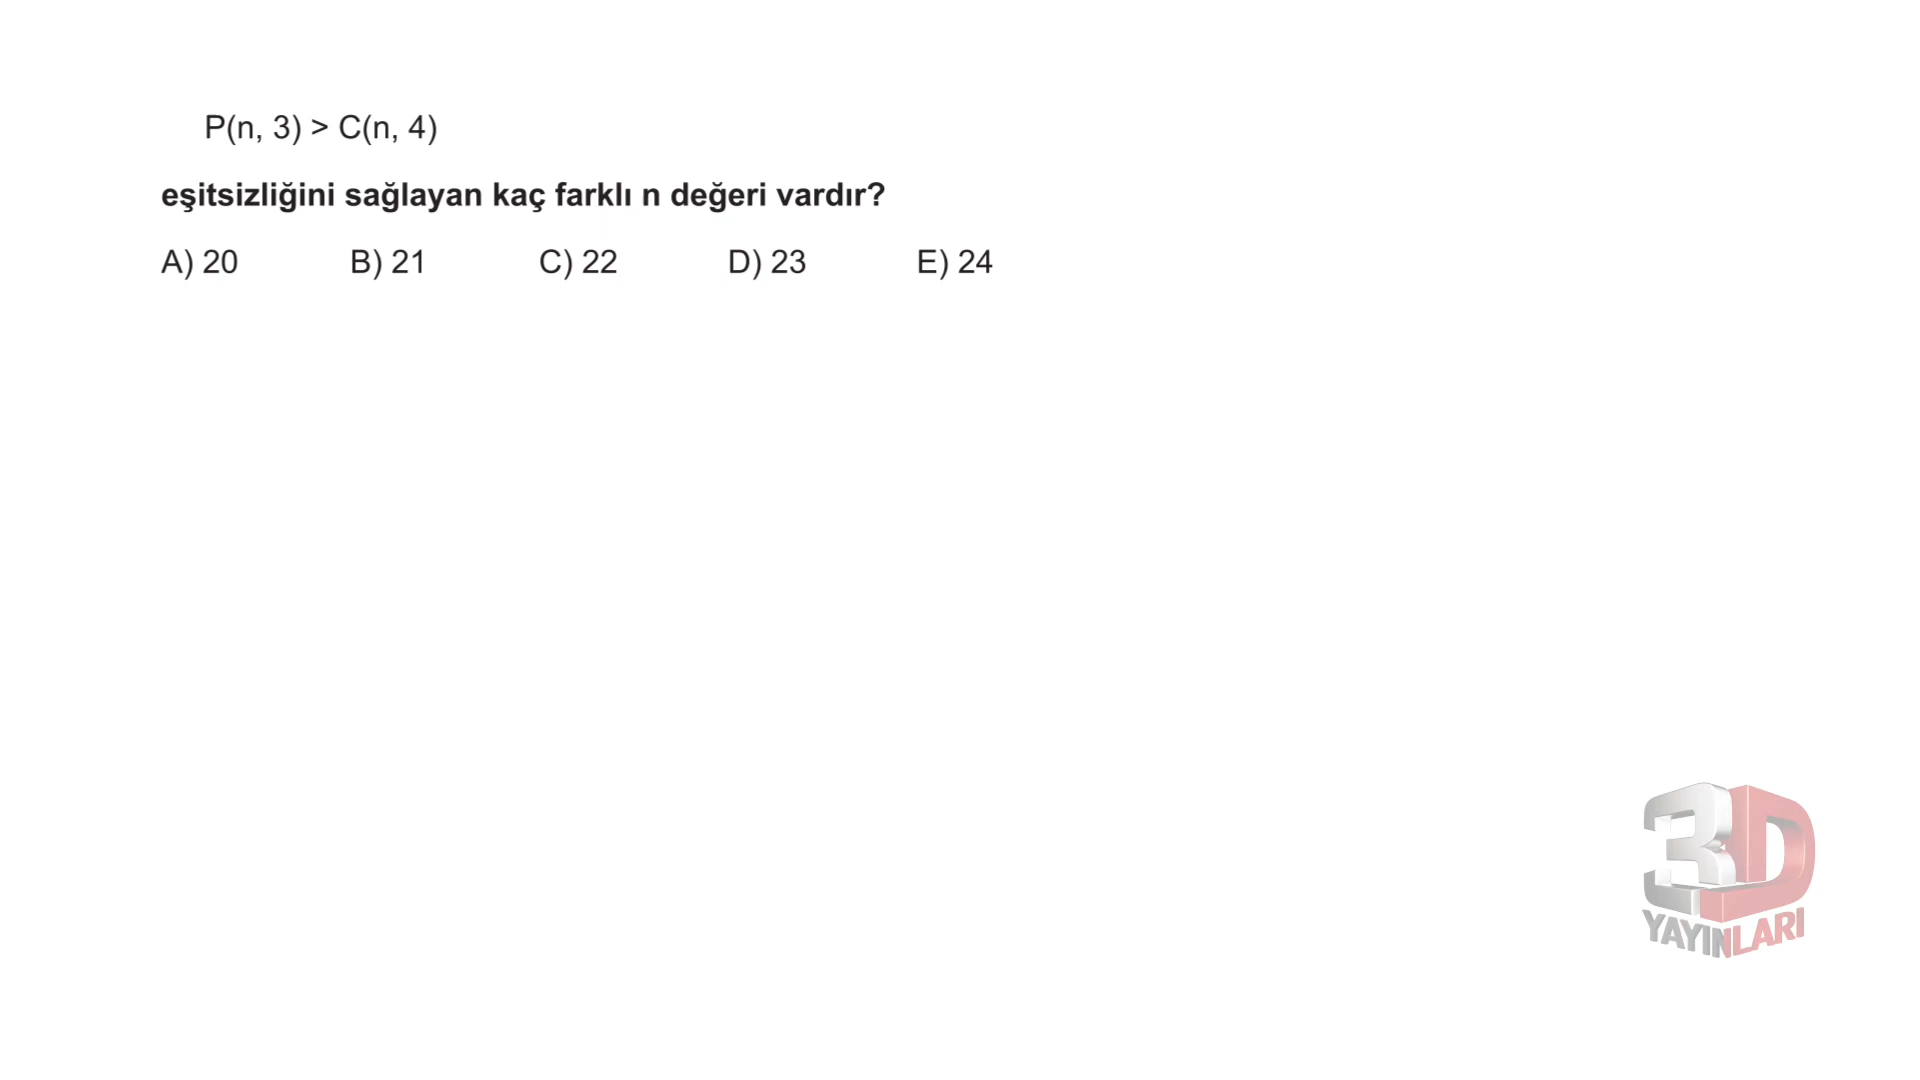 P(n, 3) > C(n, 4)
eşitsizliğini sağlayan kaç farklı n değeri vardır?
A) 20 B) 21 C) 22 D) 23 E) 24
3D
YAYINLARI